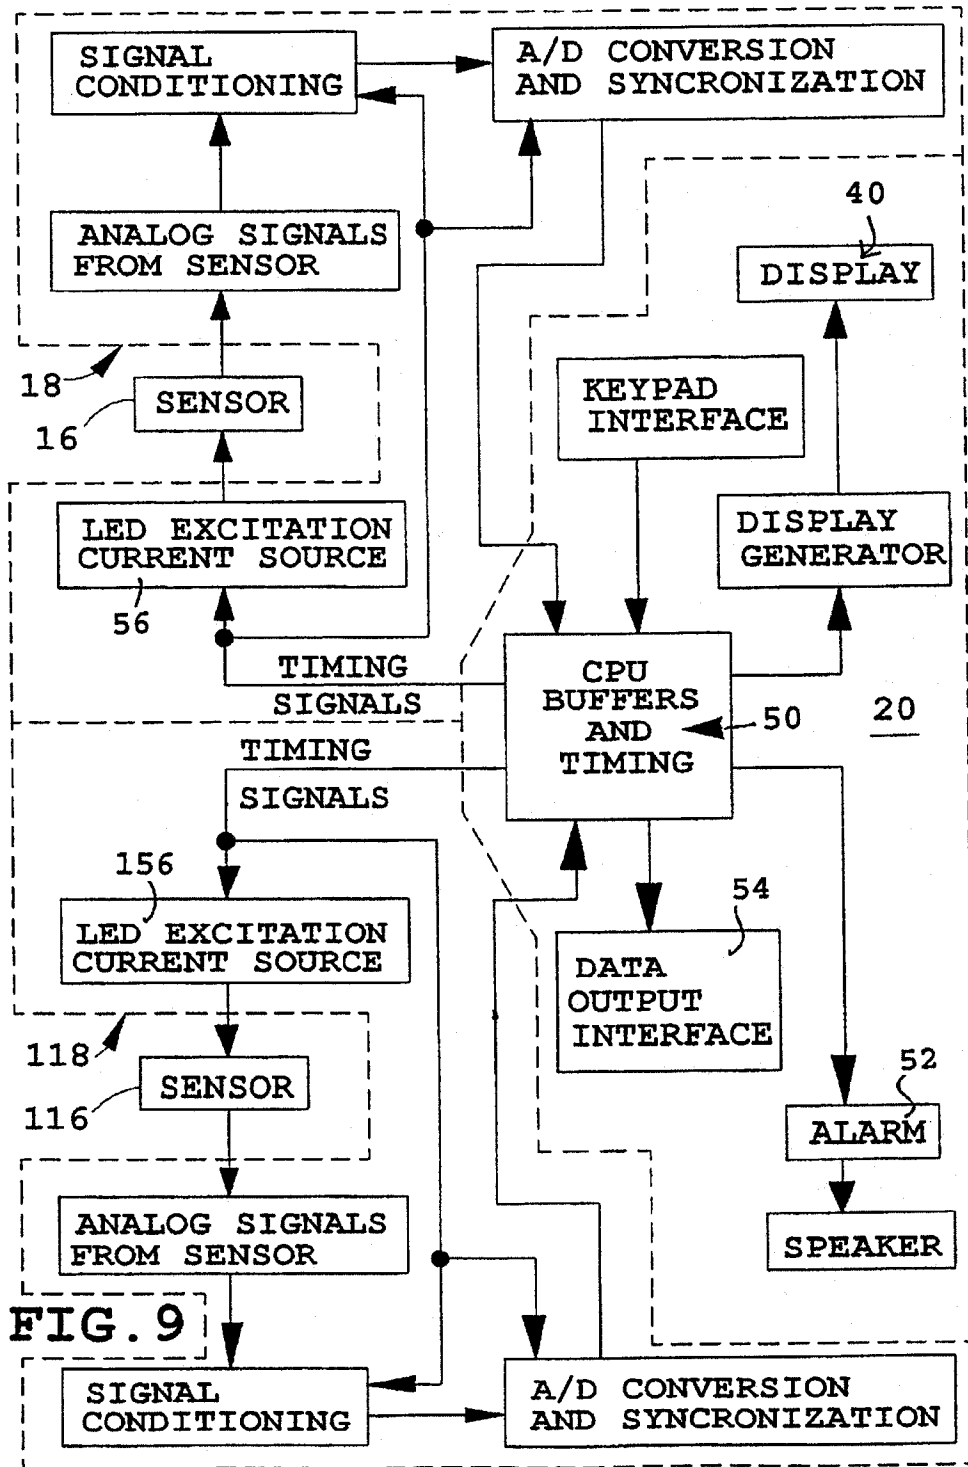 SIGNAL
CONDITIONING
A/D CONVERSION
AND SYNCRONIZATION
ANALOG SIGNALS
FROM SENSOR
40
DISPLAY
18
SENSOR
16
KEYPAD
INTERFACE
LED EXCITATION
CURRENT SOURCE
56
DISPLAY
GENERATOR
TIMING
SIGNALS
CPU
BUFFERS
AND
TIMING
50
20
TIMING
SIGNALS
156
LED EXCITATION
CURRENT SOURCE
54
DATA
OUTPUT
INTERFACE
118
SENSOR
116
52
ALARM
ANALOG SIGNALS
FROM SENSOR
SPEAKER
FIG. 9
SIGNAL
CONDITIONING
A/D CONVERSION
AND SYNCRONIZATION